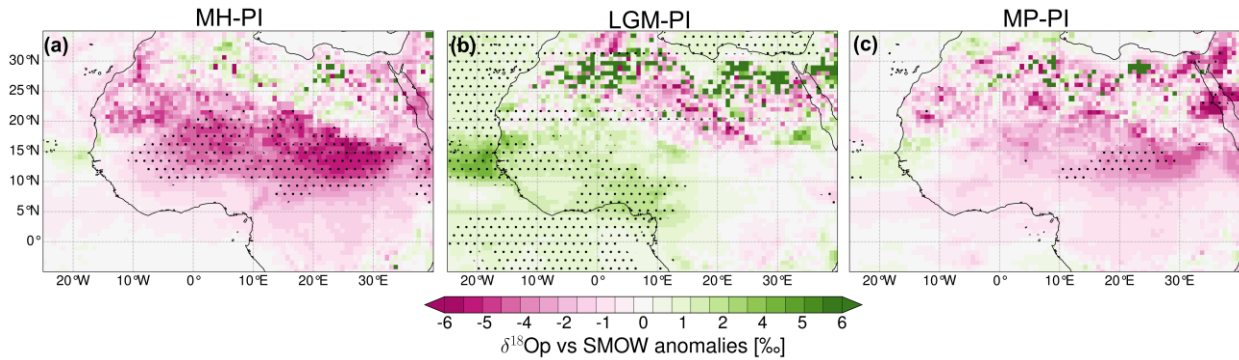 MH-PI LGM-PI MP-PI
(a) (b) (c)
30°N
25°N
20°N
15°N
10°N
5°N
0°
20°W 10°W 0° 10°E 20°E 30°E 20°W 10°W 0° 10°E 20°E 30°E 20°W 10°W 0° 10°E 20°E 30°E
-6 -5 -4 -2 -1 0 1 2 4 5 6
δ¹⁸Op vs SMOW anomalies [‰]